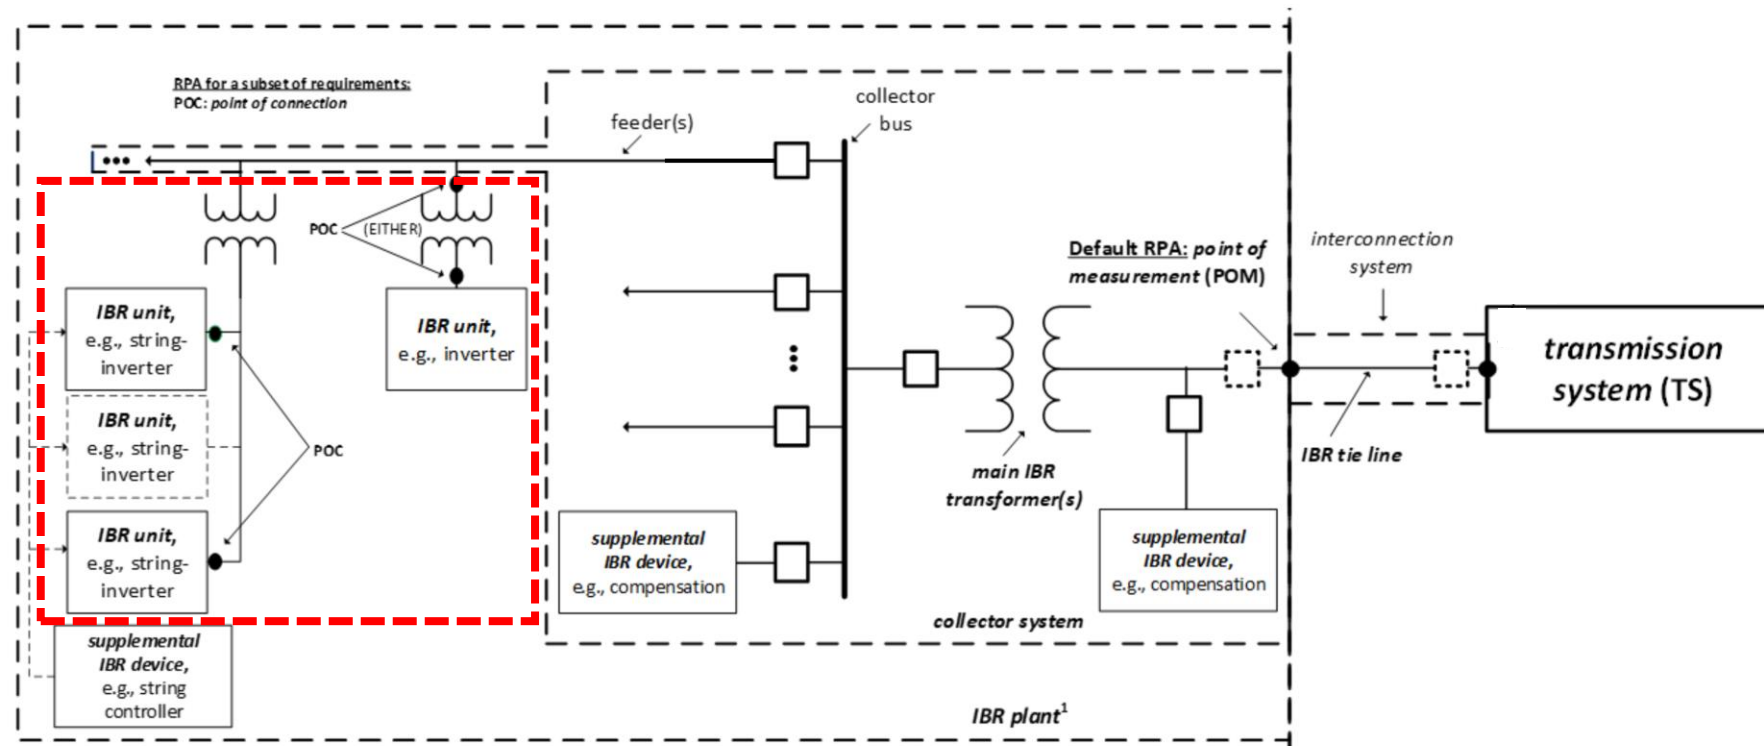 RPA for a subset of requirements:
POC: point of connection
feeder(s)
collector
bus
POC
(EITHER)
IBR unit,
e.g., string-
inverter
IBR unit,
e.g., inverter
IBR unit,
e.g., string-
inverter
POC
IBR unit,
e.g., string-
inverter
supplemental
IBR device,
e.g., string
controller
supplemental
IBR device,
e.g., compensation
main IBR
transformer(s)
Default RPA: point of
measurement (POM)
supplemental
IBR device,
e.g., compensation
collector system
IBR plant¹
interconnection
system
IBR tie line
transmission
system (TS)